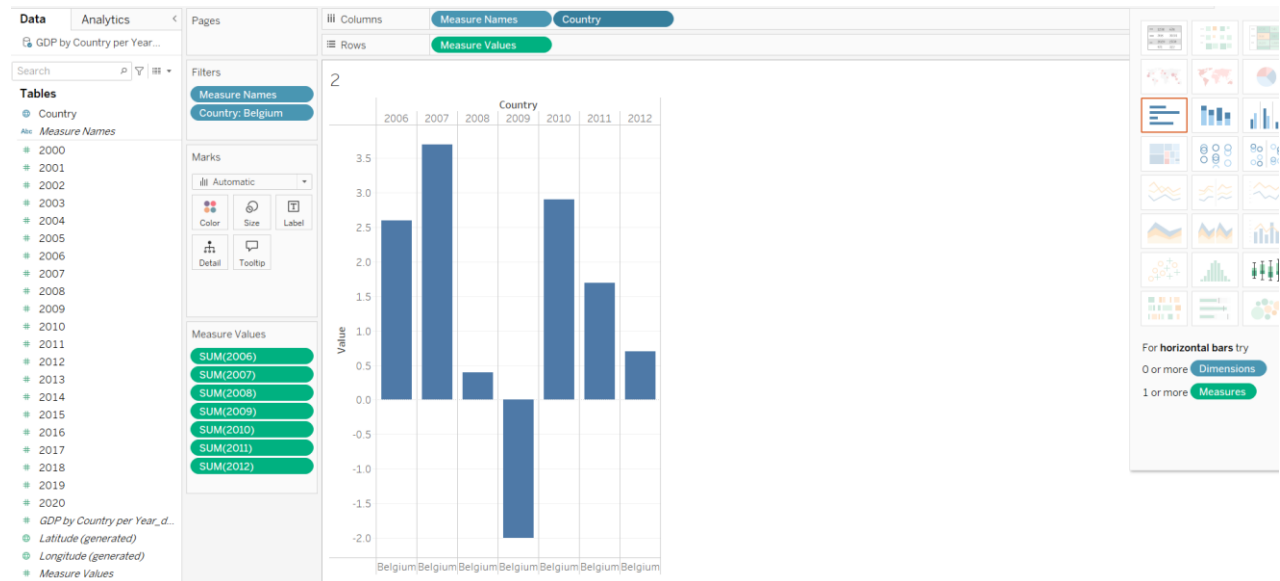 Data Analytics <
GDP by Country per Year...
Search
Tables
Country
Abc Measure Names
# 2000
# 2001
# 2002
# 2003
# 2004
# 2005
# 2006
# 2007
# 2008
# 2009
# 2010
# 2011
# 2012
# 2013
# 2014
# 2015
# 2016
# 2017
# 2018
# 2019
# 2020
# GDP by Country per Year_d...
Latitude (generated)
Longitude (generated)
# Measure Values
Pages
Filters
Measure Names
Country: Belgium
Marks
Automatic
Color Size Label
Detail Tooltip
Measure Values
SUM(2006)
SUM(2007)
SUM(2008)
SUM(2009)
SUM(2010)
SUM(2011)
SUM(2012)
Columns Measure Names Country
Rows Measure Values
2
Country
2006 2007 2008 2009 2010 2011 2012
3.5
3.0
2.5
2.0
1.5
1.0
0.5
0.0
-0.5
-1.0
-1.5
-2.0
Value
Belgium Belgium Belgium Belgium Belgium Belgium Belgium
For horizontal bars try
0 or more Dimensions
1 or more Measures